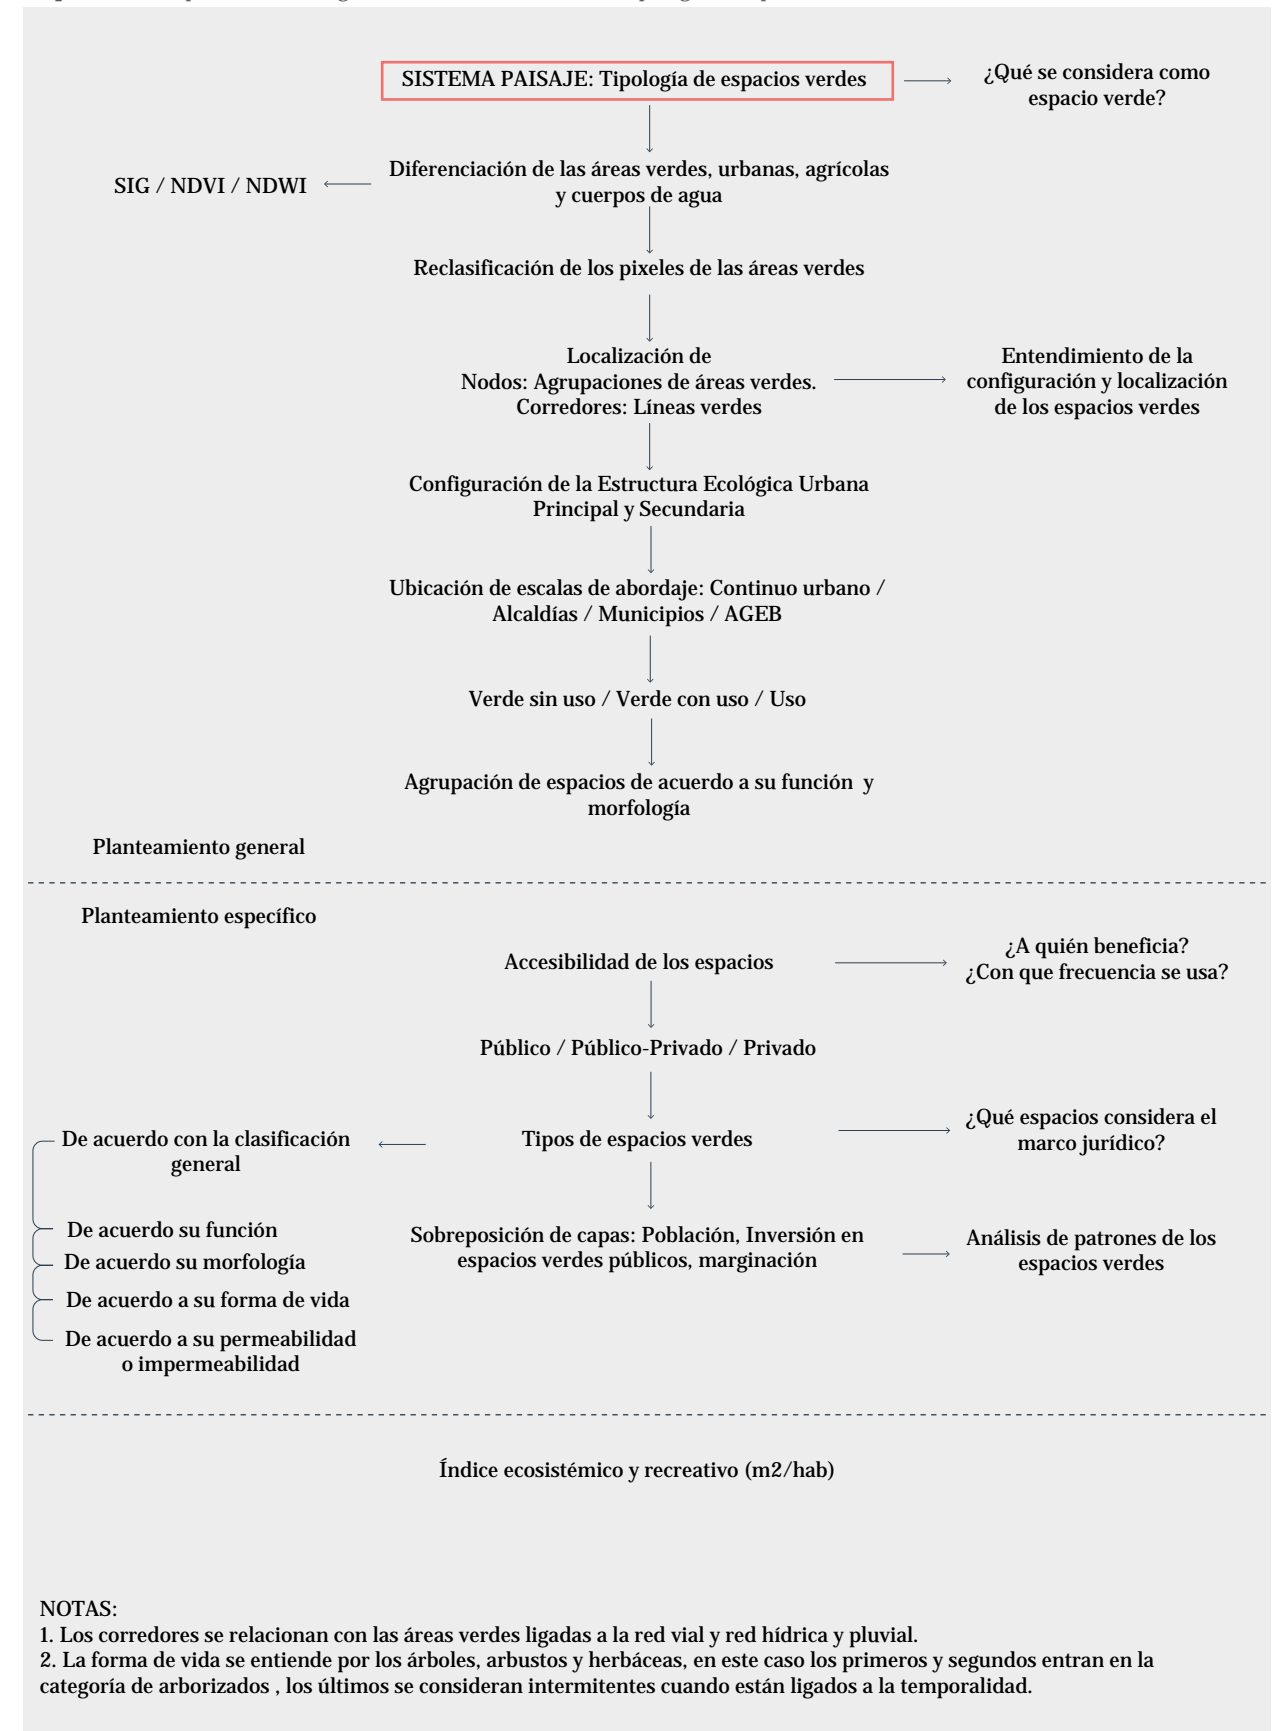 SISTEMA PAISAJE: Tipología de espacios verdes
¿Qué se considera como
espacio verde?
Diferenciación de las áreas verdes, urbanas, agrícolas
y cuerpos de agua
SIG / NDVI / NDWI
Reclasificación de los pixeles de las áreas verdes
Localización de
Nodos: Agrupaciones de áreas verdes.
Corredores: Líneas verdes
Entendimiento de la
configuración y localización
de los espacios verdes
Configuración de la Estructura Ecológica Urbana
Principal y Secundaria
Ubicación de escalas de abordaje: Continuo urbano /
Alcaldías / Municipios / AGEB
Verde sin uso / Verde con uso / Uso
Agrupación de espacios de acuerdo a su función y
morfología
Planteamiento general
Planteamiento específico
Accesibilidad de los espacios
¿A quién beneficia?
¿Con que frecuencia se usa?
Público / Público-Privado / Privado
Tipos de espacios verdes
¿Qué espacios considera el
marco jurídico?
De acuerdo con la clasificación
general
De acuerdo su función
De acuerdo su morfología
De acuerdo a su forma de vida
De acuerdo a su permeabilidad
o impermeabilidad
Sobreposición de capas: Población, Inversión en
espacios verdes públicos, marginación
Análisis de patrones de los
espacios verdes
Índice ecosistémico y recreativo (m2/hab)
NOTAS:
1. Los corredores se relacionan con las áreas verdes ligadas a la red vial y red hídrica y pluvial.
2. La forma de vida se entiende por los árboles, arbustos y herbáceas, en este caso los primeros y segundos entran en la
categoría de arborizados , los últimos se consideran intermitentes cuando están ligados a la temporalidad.